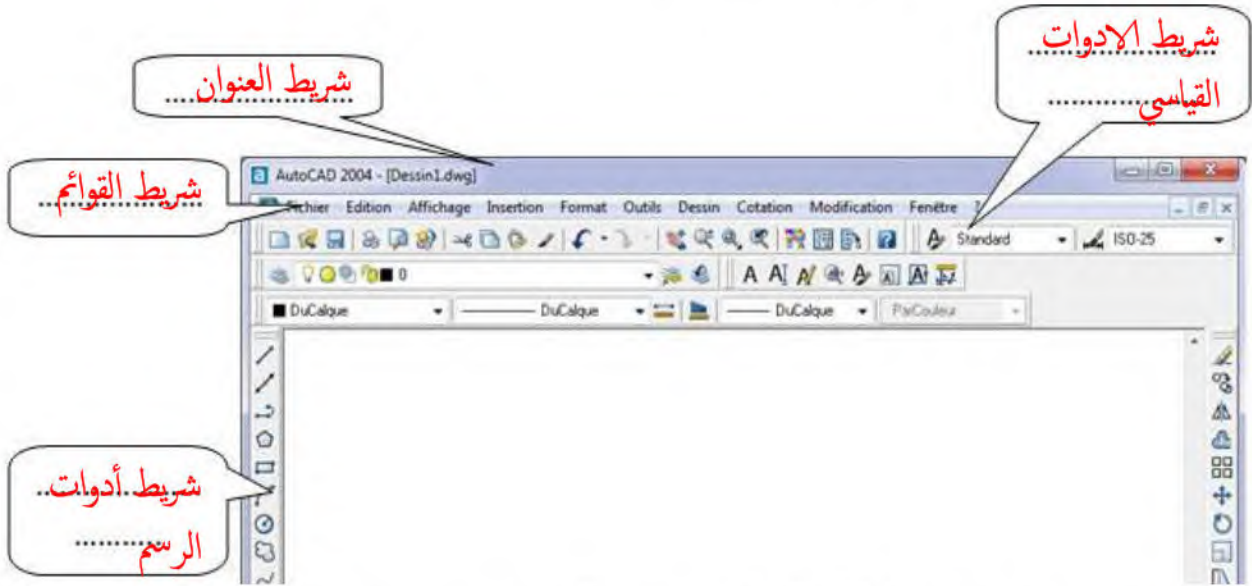 شريط الادوات
القياسي
شريط العنوان
شريط القوائم
AutoCAD 2004 - [Dessin1.dwg]
Fichier Edition Affichage Insertion Format Outils Dessin Cotation Modification Fenêtre ?
Standard ISO-25
0 A AI A
DuCalque DuCalque DuCalque ParCouleur
شريط أدوات
الرسم